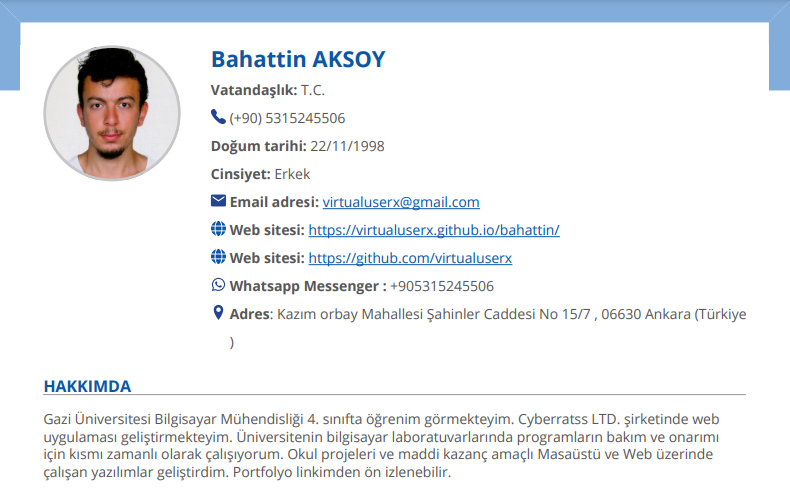 Bahattin AKSOY
Vatandaşlık: T.C.
(+90) 5315245506
Doğum tarihi: 22/11/1998
Cinsiyet: Erkek
Email adresi: virtualuserx@gmail.com
Web sitesi: https://virtualuserx.github.io/bahattin/
Web sitesi: https://github.com/virtualuserx
Whatsapp Messenger : +905315245506
Adres: Kazım orbay Mahallesi Şahinler Caddesi No 15/7 , 06630 Ankara (Türkiye
)
HAKKIMDA
Gazi Üniversitesi Bilgisayar Mühendisliği 4. sınıfta öğrenim görmekteyim. Cyberratss LTD. şirketinde web
uygulaması geliştirmekteyim. Üniversitenin bilgisayar laboratuvarlarında programların bakım ve onarımı
için kısmı zamanlı olarak çalışıyorum. Okul projeleri ve maddi kazanç amaçlı Masaüstü ve Web üzerinde
çalışan yazılımlar geliştirdim. Portfolyo linkimden ön izlenebilir.